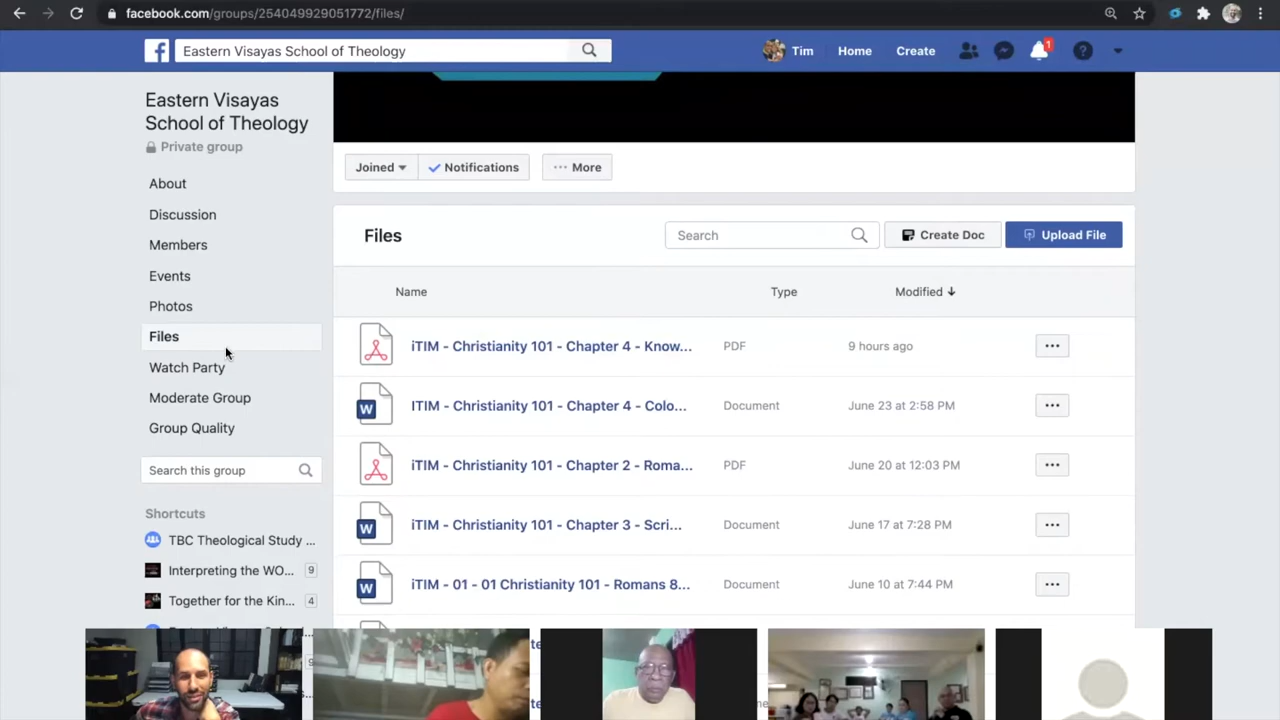 facebook.com/groups/254049929051772/files/
Eastern Visayas School of Theology
Tim Home Create 1
Eastern Visayas
School of Theology
Private group
About
Discussion
Members
Events
Photos
Files
Watch Party
Moderate Group
Group Quality
Search this group
Shortcuts
TBC Theological Study ...
Interpreting the WO... 9
Together for the Kin... 4
Joined Notifications ··· More
Files Search Create Doc Upload File
Name Type Modified
iTIM - Christianity 101 - Chapter 4 - Know... PDF 9 hours ago
ITIM - Christianity 101 - Chapter 4 - Colo... Document June 23 at 2:58 PM
iTIM - Christianity 101 - Chapter 2 - Roma... PDF June 20 at 12:03 PM
iTIM - Christianity 101 - Chapter 3 - Scri... Document June 17 at 7:28 PM
iTIM - 01 - 01 Christianity 101 - Romans 8... Document June 10 at 7:44 PM